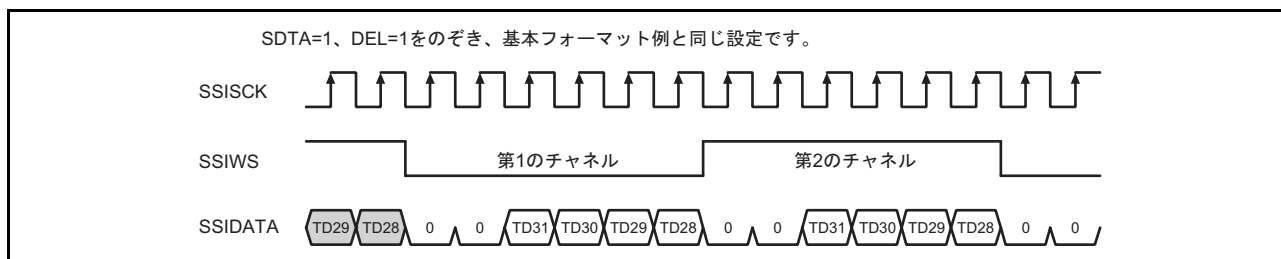 SDTA=1、DEL=1をのぞき、基本フォーマット例と同じ設定です。
SSISCK
SSIWS 第1のチャネル 第2のチャネル
SSIDATA TD29 TD28 0 0 TD31 TD30 TD29 TD28 0 0 TD31 TD30 TD29 TD28 0 0